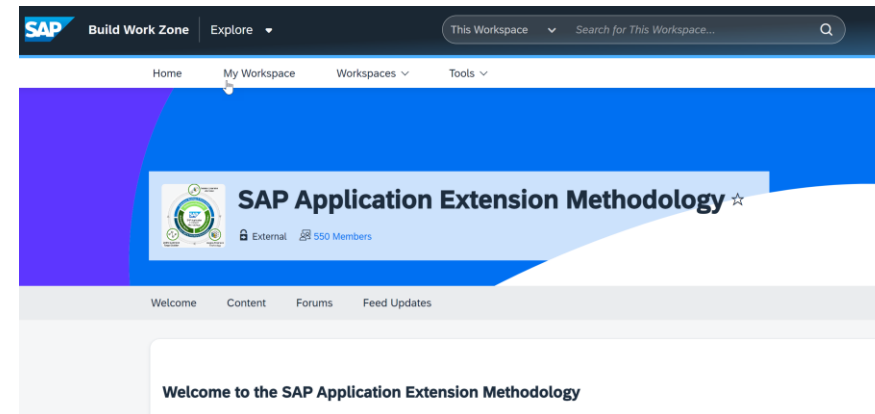 SAP Build Work Zone Explore This Workspace Search for This Workspace...
Home My Workspace Workspaces Tools
SAP Application Extension Methodology
External 550 Members
Welcome Content Forums Feed Updates
Welcome to the SAP Application Extension Methodology